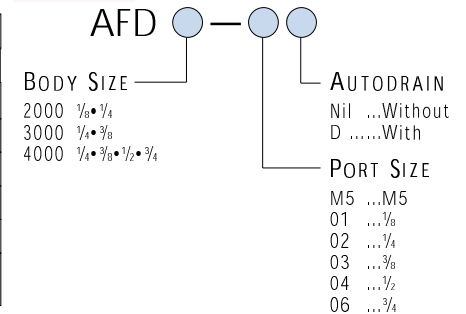 AFD —
BODY SIZE
2000 ⅛•¼
3000 ¼•⅜
4000 ¼•⅜•½•¾
AUTODRAIN
Nil ...Without
D ......With
PORT SIZE
M5 ...M5
01 ...⅛
02 ...¼
03 ...⅜
04 ...½
06 ...¾